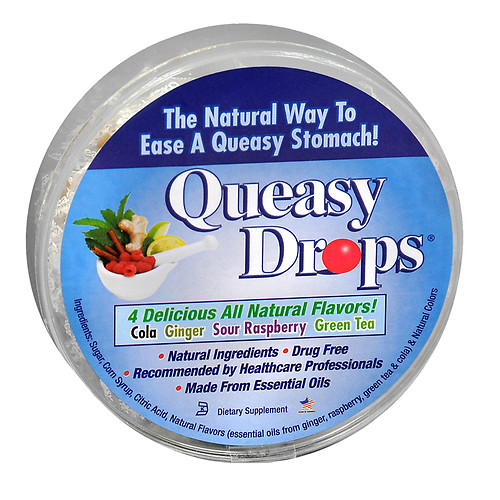 The Natural Way To
Ease A Queasy Stomach!
Queasy
Drops®
4 Delicious All Natural Flavors!
Cola Ginger Sour Raspberry Green Tea
• Natural Ingredients • Drug Free
• Recommended by Healthcare Professionals
• Made From Essential Oils
Dietary Supplement
Ingredients: Sugar, Corn Syrup, Citric Acid, Natural Flavors (essential oils from ginger, raspberry, green tea & cola) & Natural Colors